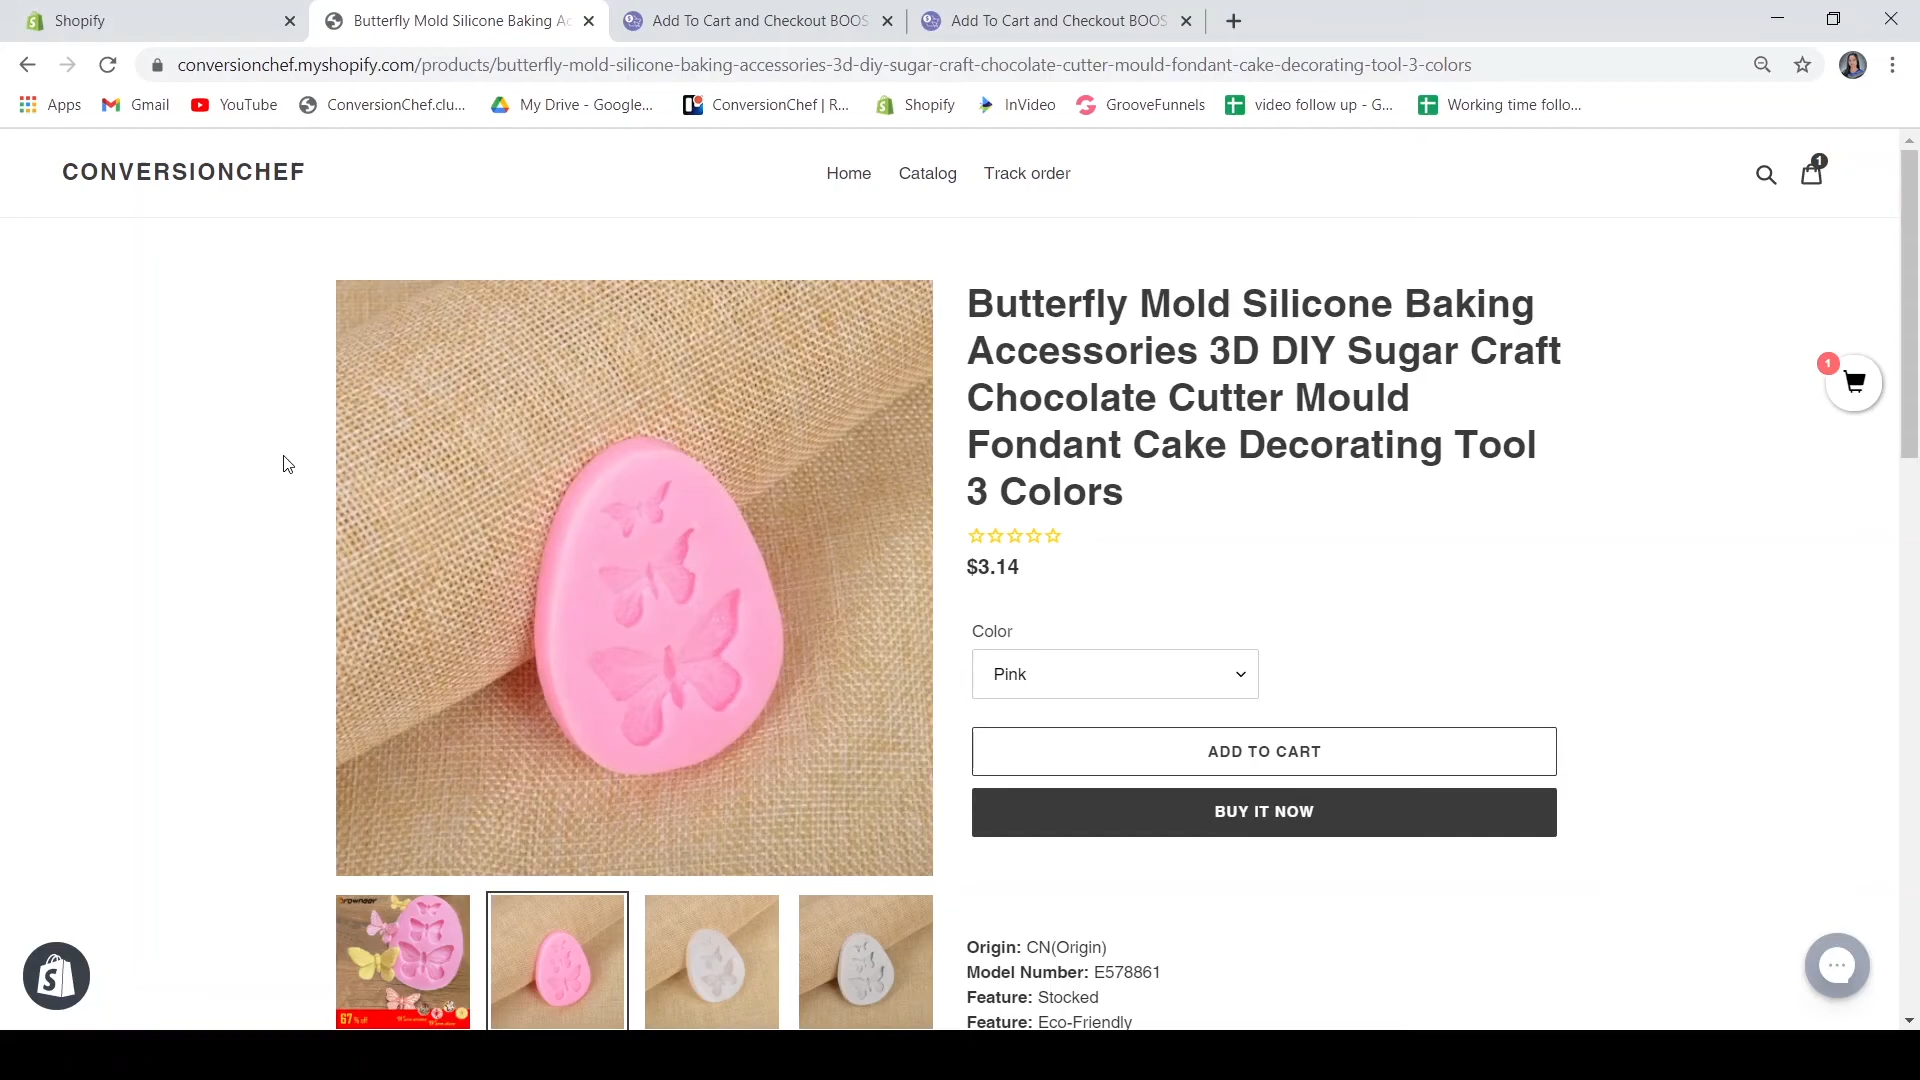 Shopify
Butterfly Mold Silicone Baking Ac
Add To Cart and Checkout BOOS
Add To Cart and Checkout BOOS
conversionchef.myshopify.com/products/butterfly-mold-silicone-baking-accessories-3d-diy-sugar-craft-chocolate-cutter-mould-fondant-cake-decorating-tool-3-colors
Apps
Gmail
YouTube
ConversionChef.clu...
My Drive - Google...
ConversionChef | R...
Shopify
InVideo
GrooveFunnels
video follow up - G...
Working time follo...
CONVERSIONCHEF
Home
Catalog
Track order
1
Butterfly Mold Silicone Baking
Accessories 3D DIY Sugar Craft
Chocolate Cutter Mould
Fondant Cake Decorating Tool
3 Colors
1
$3.14
Color
Pink
ADD TO CART
BUY IT NOW
67% off
Origin: CN(Origin)
Model Number: E578861
Feature: Stocked
Feature: Eco-Friendly